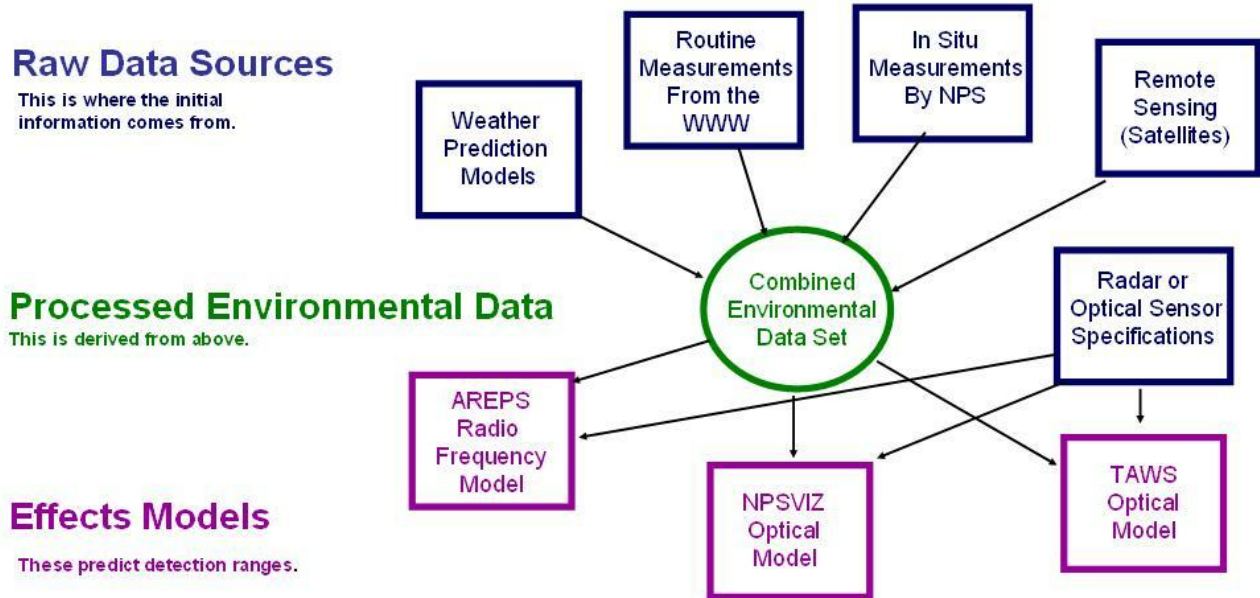 Raw Data Sources
This is where the initial
information comes from.
Weather
Prediction
Models
Routine
Measurements
From the
WWW
In Situ
Measurements
By NPS
Remote
Sensing
(Satellites)
Processed Environmental Data
This is derived from above.
Combined
Environmental
Data Set
Radar or
Optical Sensor
Specifications
Effects Models
These predict detection ranges.
AREPS
Radio
Frequency
Model
NPSVIZ
Optical
Model
TAWS
Optical
Model